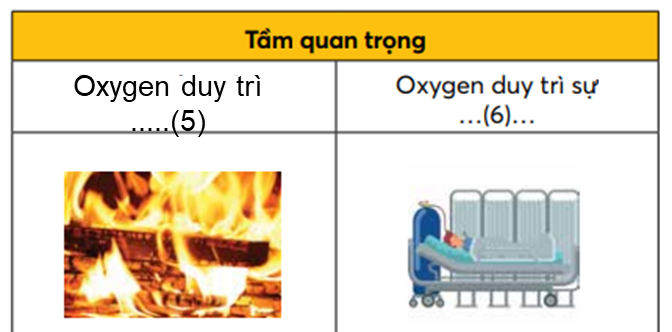 Tầm quan trọng
Oxygen duy trì
.....(5)
Oxygen duy trì sự
...(6)...